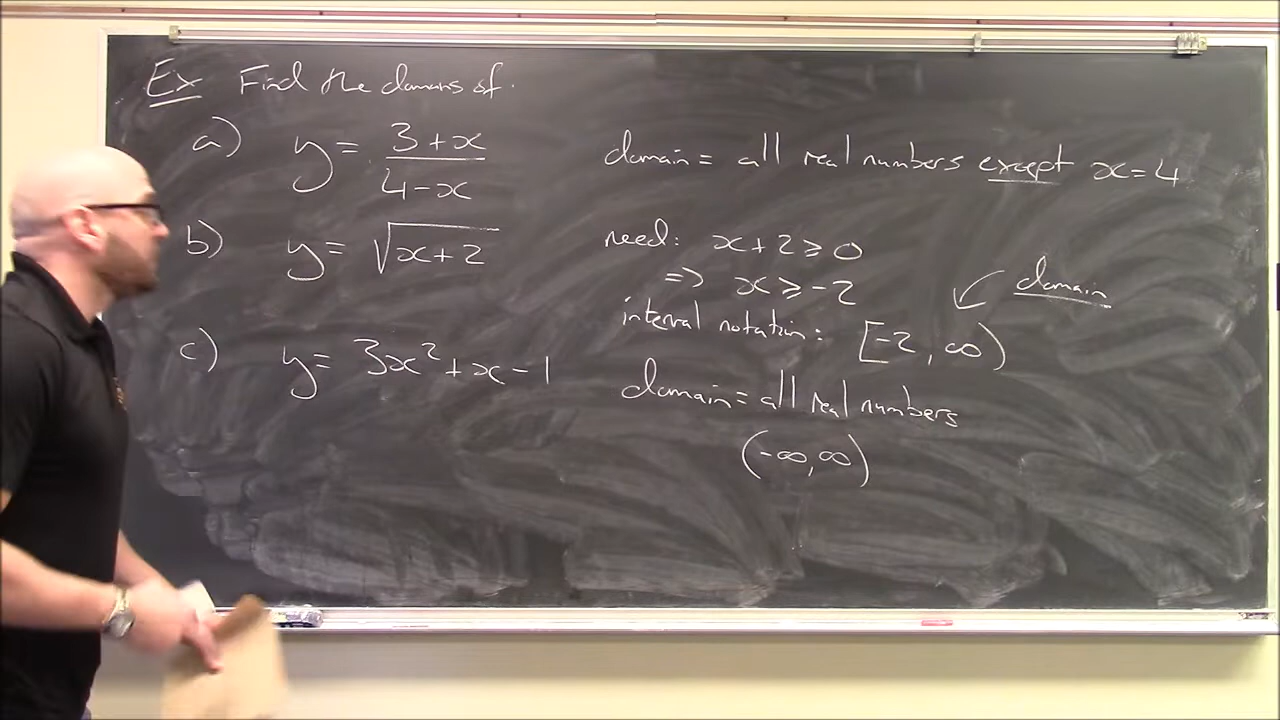 Ex Find the domains of:
a) y = (3+x)/(4-x) domain = all real numbers except x = 4
b) y = √(x+2) need: x+2 ≥ 0
=> x ≥ -2
domain
interval notation: [-2, ∞)
c) y = 3x²+x-1 domain = all real numbers
(-∞, ∞)